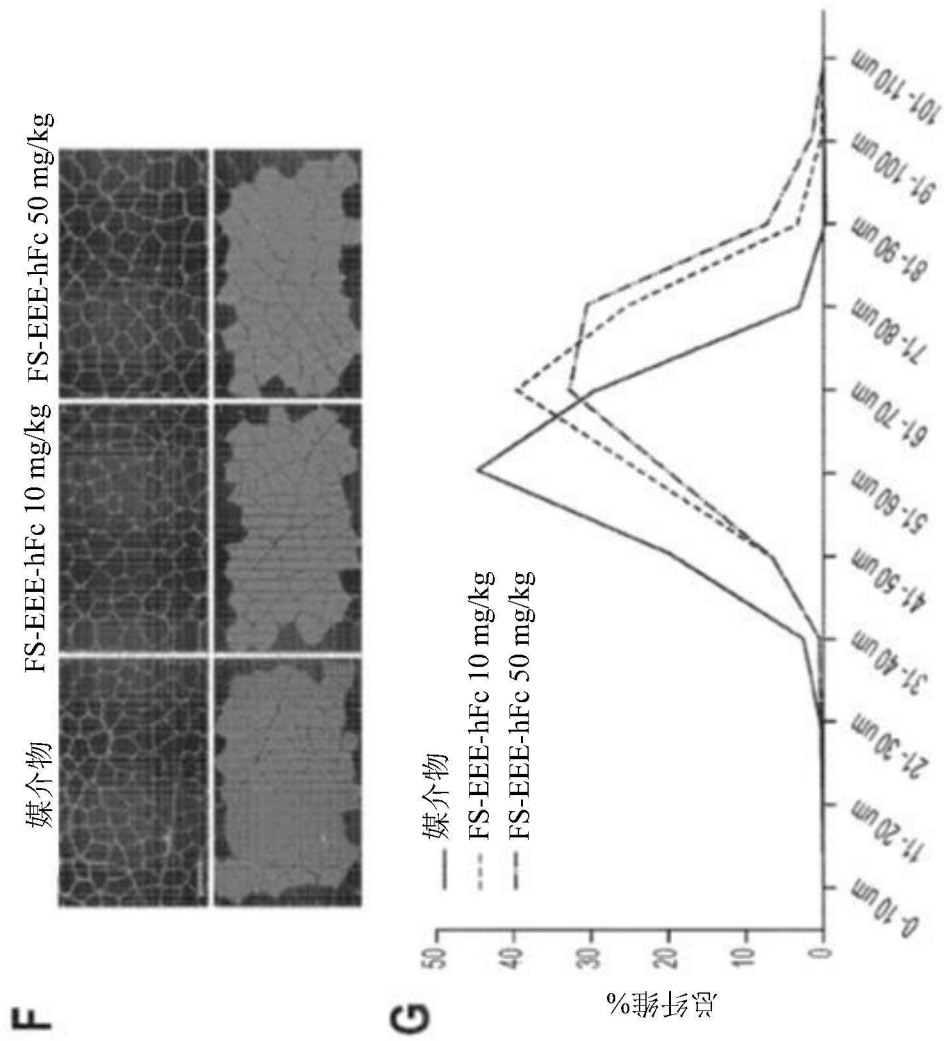 F
媒介物
FS-EEE-hFc 10 mg/kg
FS-EEE-hFc 50 mg/kg
G
媒介物
FS-EEE-hFc 10 mg/kg
FS-EEE-hFc 50 mg/kg
总纤维%
50
40
30
20
10
0
0- 10 um
11- 20 um
21- 30 um
31- 40 um
41- 50 um
51- 60 um
61- 70 um
71- 80 um
81- 90 um
91- 100 um
101- 110 um